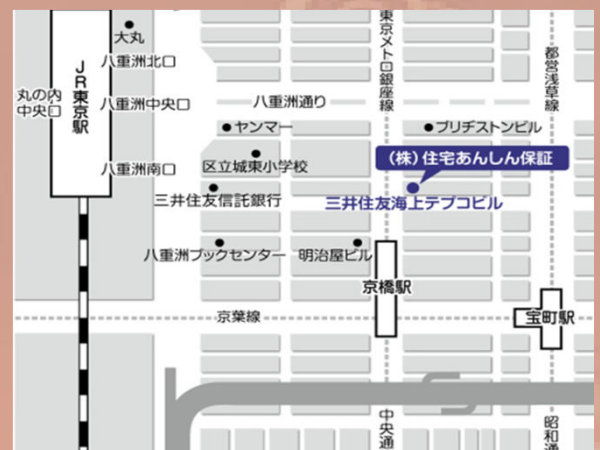 大丸
八重洲北口
JR東京駅
丸の内
中央口
八重洲中央口
八重洲通り
東京メトロ銀座線
都営浅草線
ヤンマー
ブリヂストンビル
(株)住宅あんしん保証
区立城東小学校
八重洲南口
三井住友信託銀行
三井住友海上テプコビル
八重洲ブックセンター
明治屋ビル
京橋駅
京葉線
宝町駅
中央通
昭和通